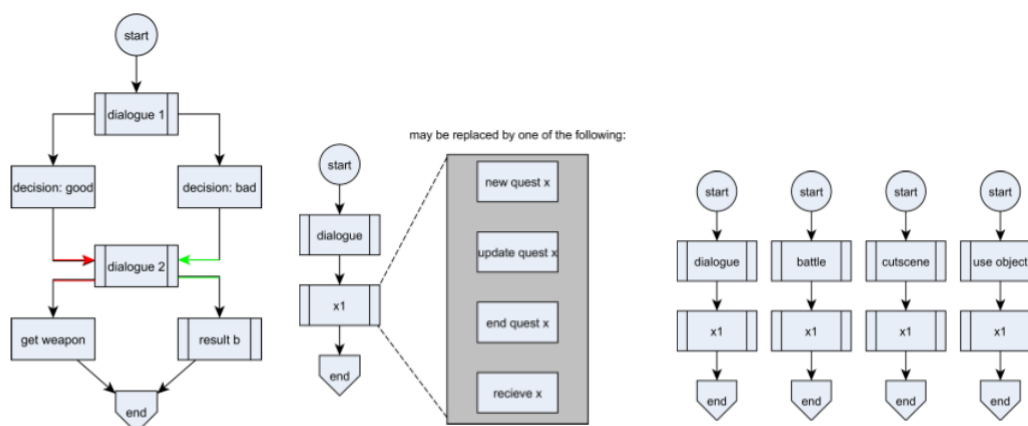 start
dialogue 1
decision: good
decision: bad
dialogue 2
get weapon
result b
end
may be replaced by one of the following:
start
dialogue
x1
end
new quest x
update quest x
end quest x
recieve x
start
start
start
start
dialogue
battle
cutscene
use object
x1
x1
x1
x1
end
end
end
end